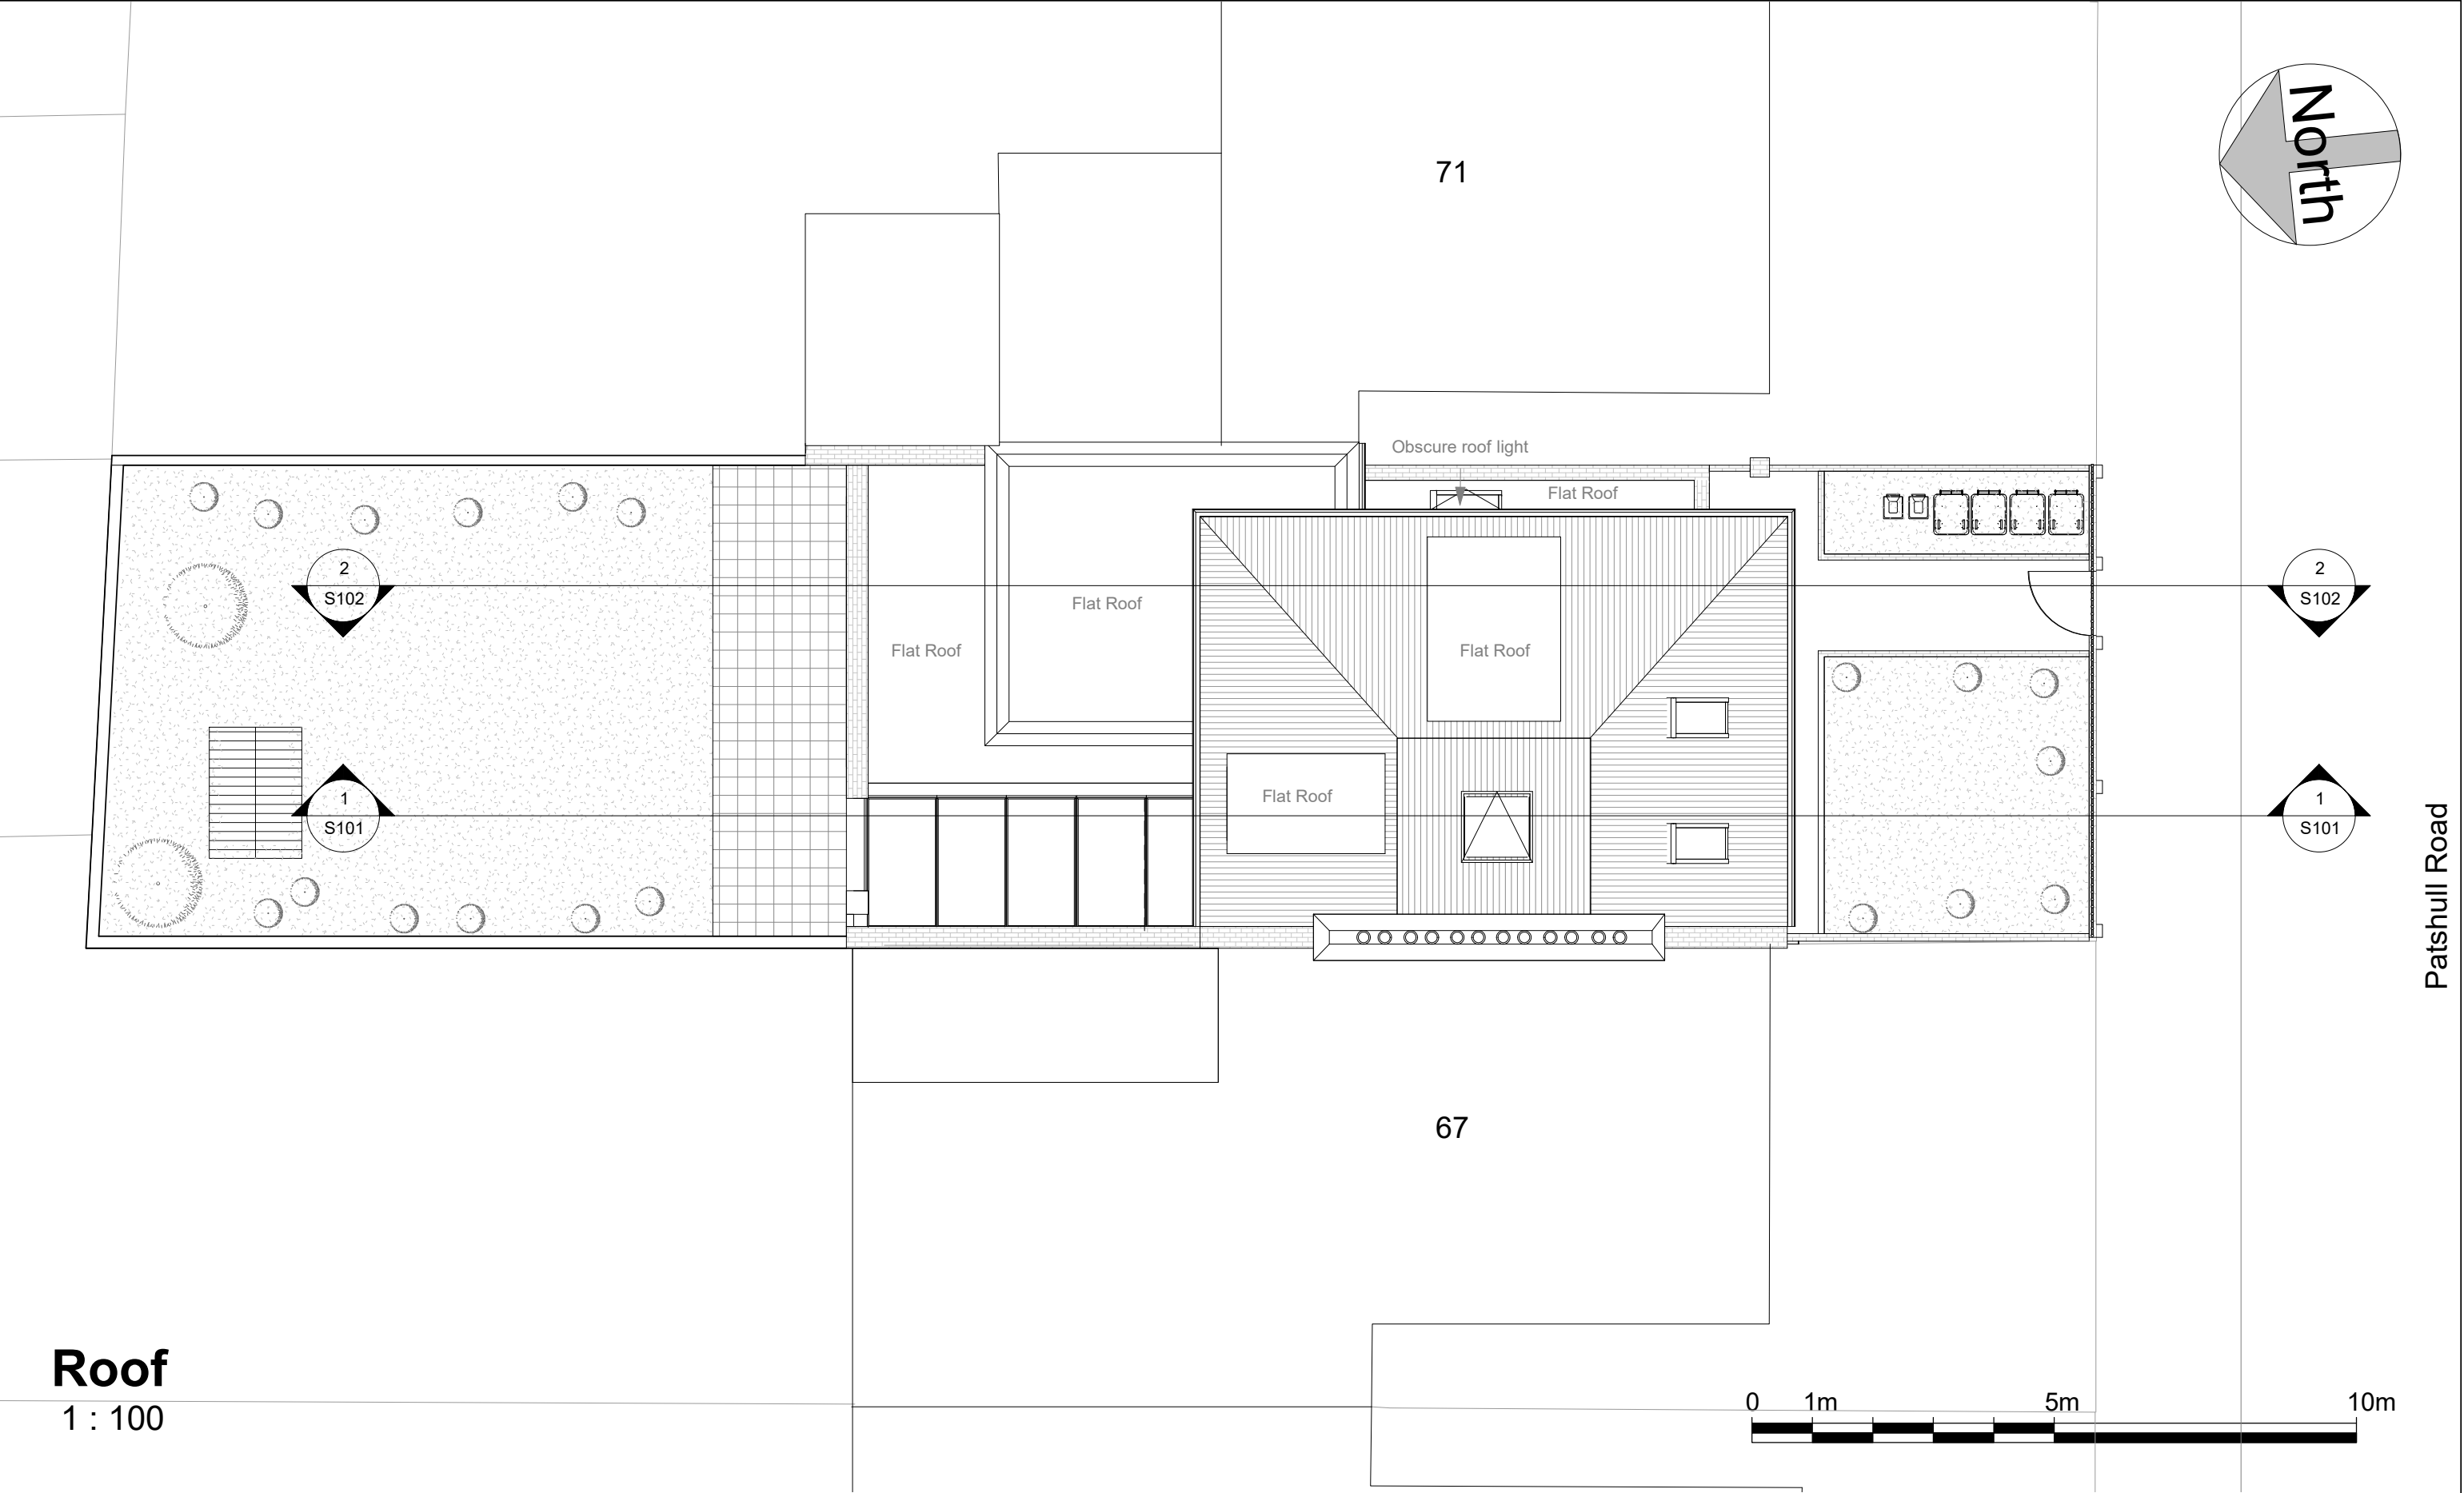 North
71
Obscure roof light
Flat Roof
2
S102
2
S102
Flat Roof
Flat Roof
Flat Roof
Flat Roof
1
S101
1
S101
Patshull Road
67
Roof
1 : 100
0 1m 5m 10m